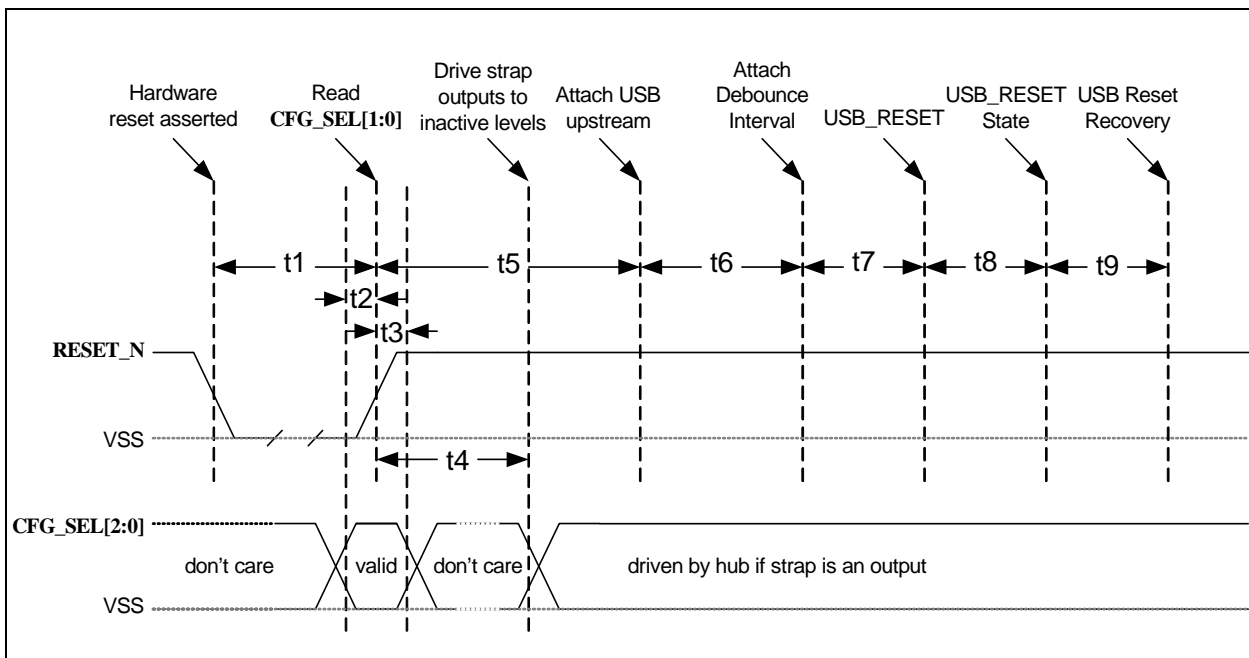 Hardware
reset asserted
Read
CFG_SEL[1:0]
Drive strap
outputs to
inactive levels
Attach USB
upstream
Attach
Debounce
Interval
USB_RESET
USB_RESET
State
USB Reset
Recovery
t1
t5
t6
t7
t8
t9
t2
t3
RESET_N
VSS
t4
CFG_SEL[2:0]
don't care
valid
don't care
driven by hub if strap is an output
VSS